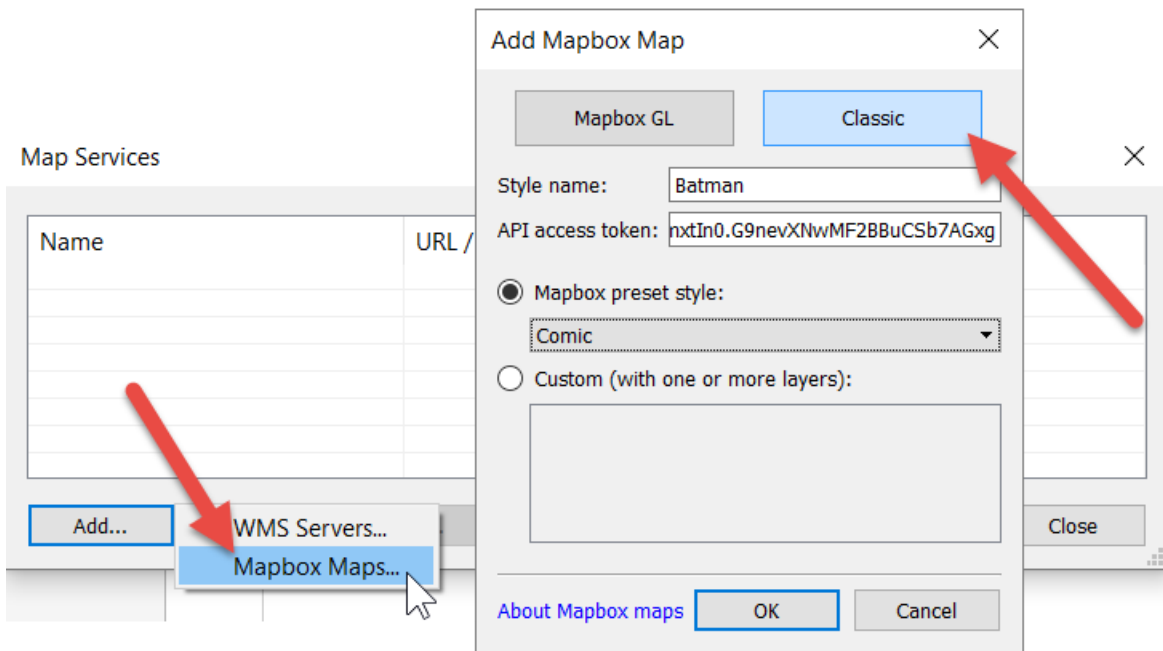 Add Mapbox Map
Mapbox GL
Classic
Map Services
Style name:
Batman
Name
URL /
API access token:
nxtIn0.G9nevXNwMF2BBuCSb7AGxg
Mapbox preset style:
Comic
Custom (with one or more layers):
Add...
WMS Servers...
Mapbox Maps...
Close
About Mapbox maps
OK
Cancel